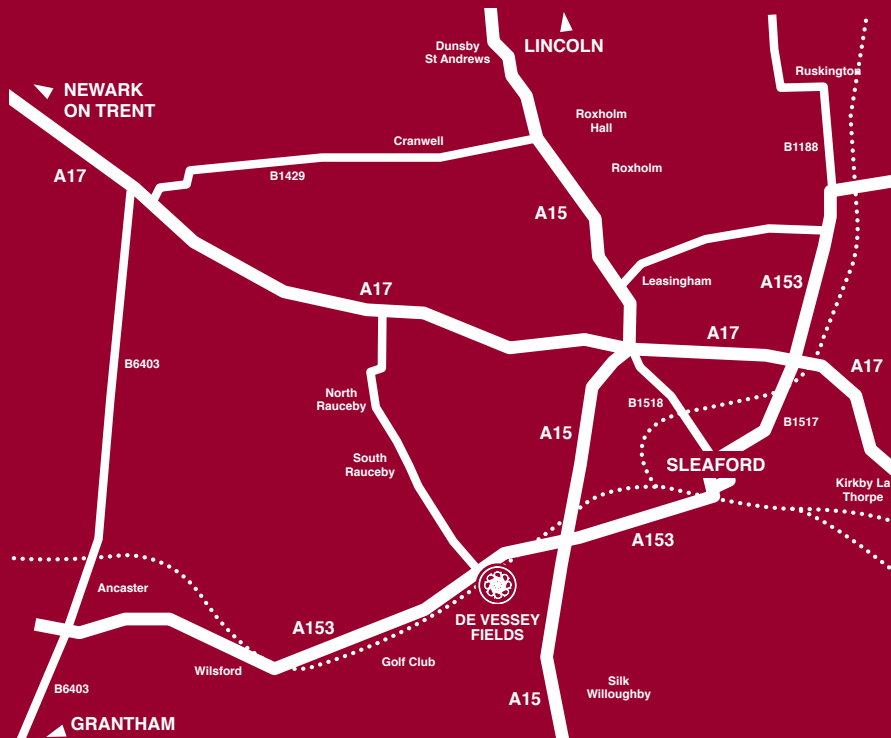 LINCOLN
Dunsby
St Andrews
Ruskington
NEWARK
ON TRENT
Roxholm
Hall
Cranwell
B1188
Roxholm
A17
B1429
A15
Leasingham
A153
A17
A17
B6403
A17
North
Rauceby
B1518
B1517
A15
South
Rauceby
SLEAFORD
Kirkby La
Thorpe
A153
Ancaster
DE VESSEY
FIELDS
A153
Golf Club
Wilsford
B6403
Silk
Willoughby
A15
GRANTHAM